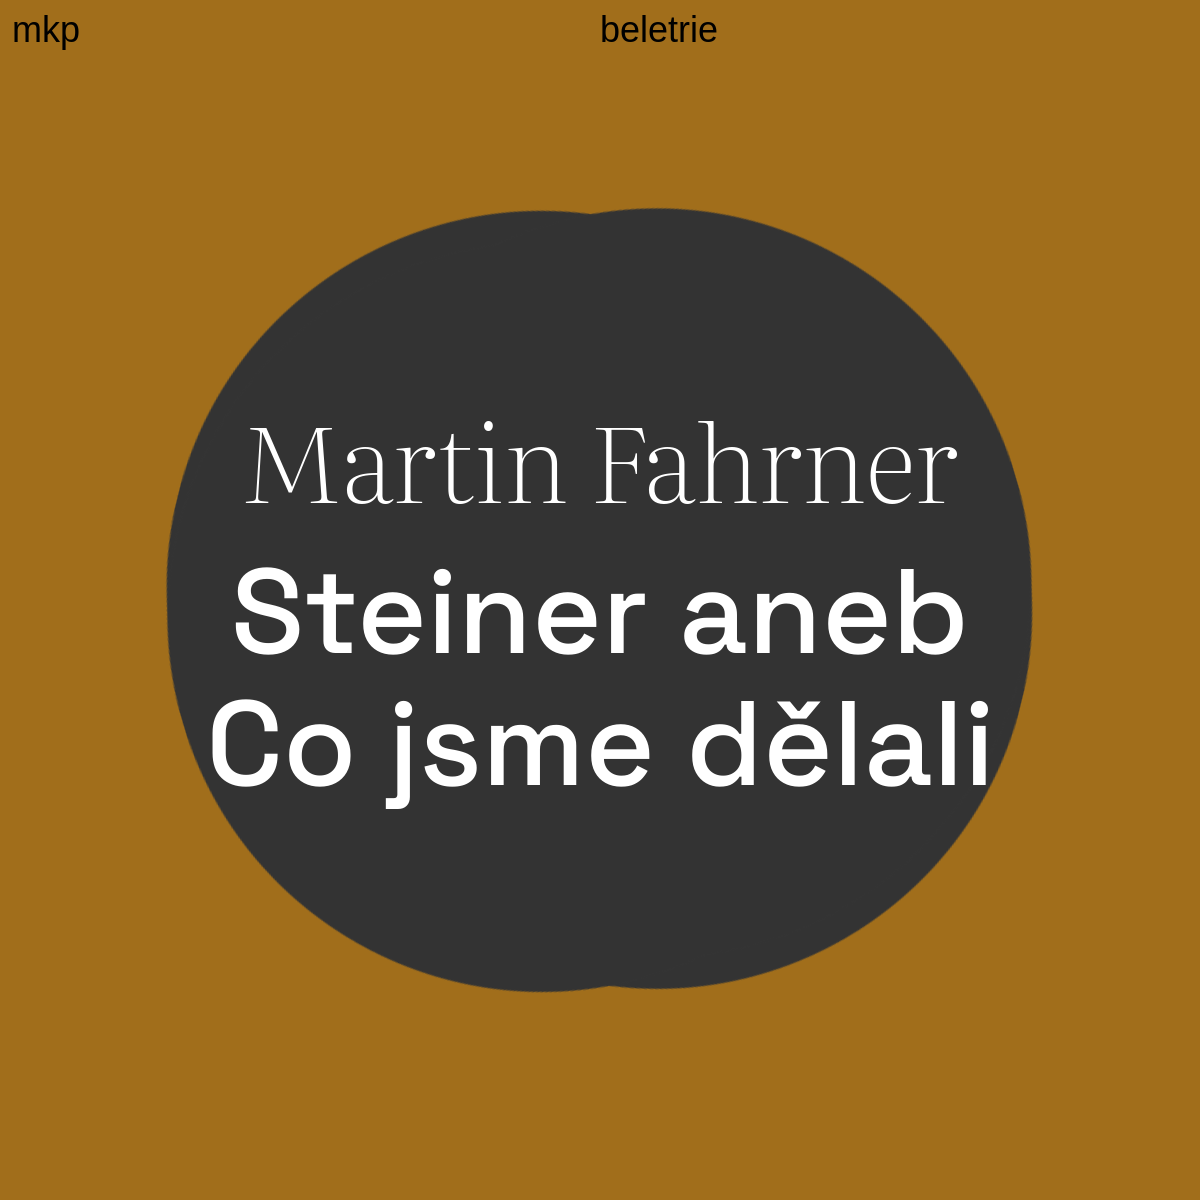 mkp
beletrie
Martin Fahrner
Steiner aneb
Co jsme dělali